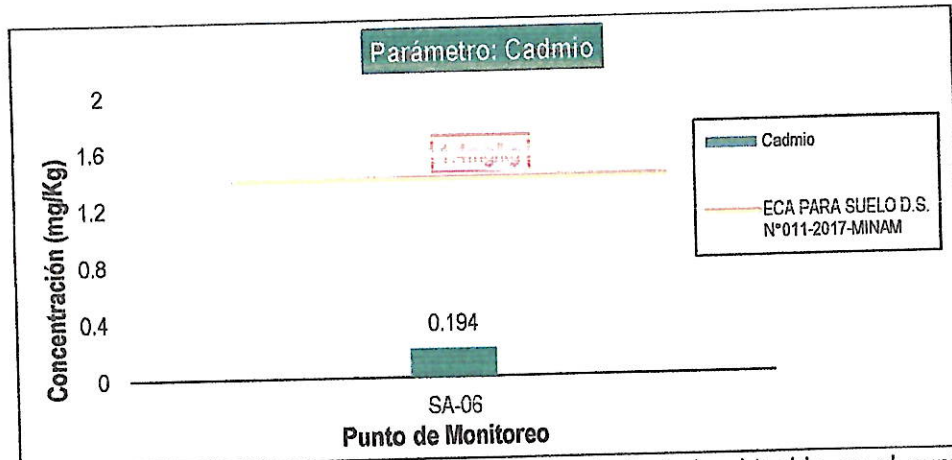 Parámetro: Cadmio
2
1.6
1.2
0.8
0.4
0
Concentración (mg/Kg)
0.194
SA-06
Punto de Monitoreo
Cadmio
ECA PARA SUELO D.S.
N°011-2017-MINAM